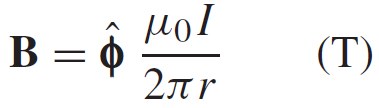 B = ϕ̂ μ₀I / 2πr (T)